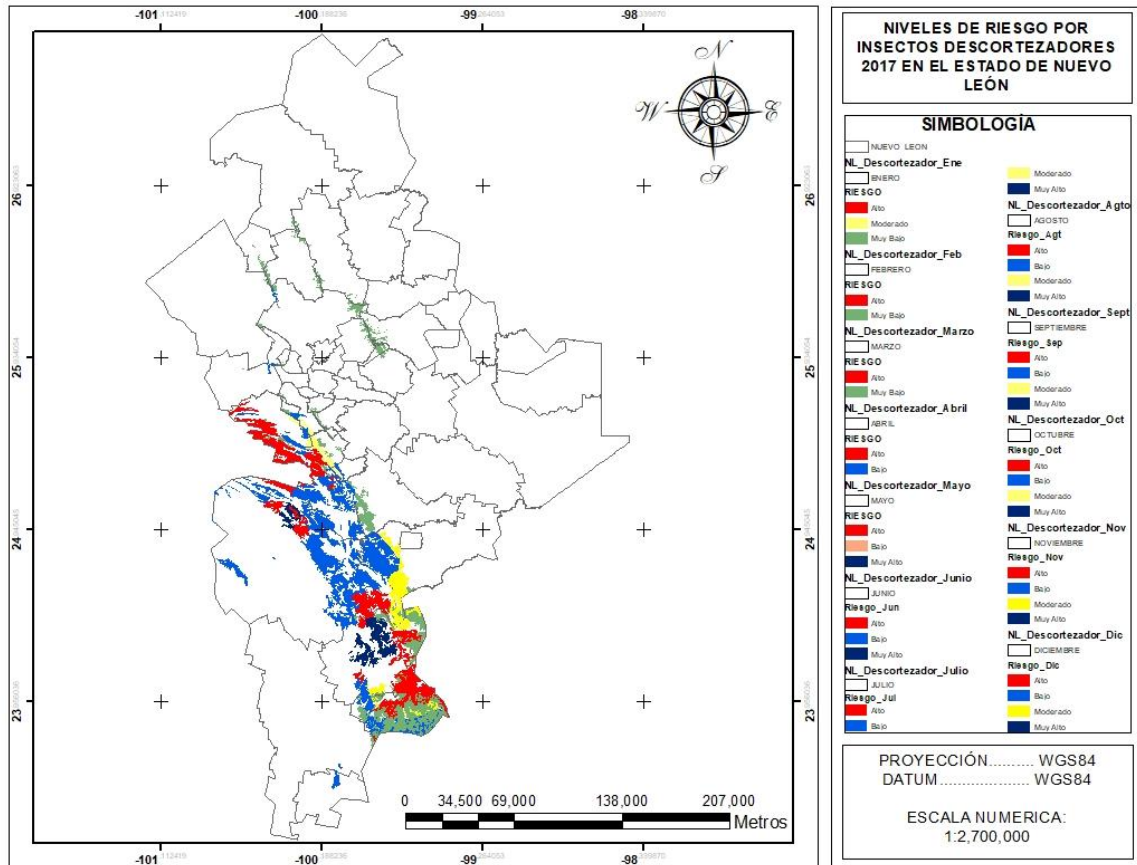 -101
-100
-99
-98
N
W
E
S
26
25
24
23
26
25
24
23
0 34,500 69,000 138,000 207,000
Metros
-101
-100
-99
-98
NIVELES DE RIESGO POR
INSECTOS DESCORTEZADORES
2017 EN EL ESTADO DE NUEVO
LEÓN
SIMBOLOGÍA
NUEVO LEON
NL_Descortezador_Ene
ENERO
RIESGO
Alto
Moderado
Muy Bajo
NL_Descortezador_Feb
FEBRERO
RIESGO
Alto
Muy Bajo
NL_Descortezador_Marzo
MARZO
RIESGO
Alto
Muy Bajo
NL_Descortezador_Abril
ABRIL
RIESGO
Alto
Bajo
NL_Descortezador_Mayo
MAYO
RIESGO
Alto
Bajo
Muy Alto
NL_Descortezador_Junio
JUNIO
Riesgo_Jun
Alto
Bajo
Muy Alto
NL_Descortezador_Julio
JULIO
Riesgo_Jul
Alto
Bajo
Moderado
Muy Alto
NL_Descortezador_Agto
AGOSTO
Riesgo_Agt
Alto
Bajo
Moderado
Muy Alto
NL_Descortezador_Sept
SEPTIEMBRE
Riesgo_Sep
Alto
Bajo
Moderado
Muy Alto
NL_Descortezador_Oct
OCTUBRE
Riesgo_Oct
Alto
Bajo
Moderado
Muy Alto
NL_Descortezador_Nov
NOVIEMBRE
Riesgo_Nov
Alto
Bajo
Moderado
Muy Alto
NL_Descortezador_Dic
DICIEMBRE
Riesgo_Dic
Alto
Bajo
Moderado
Muy Alto
PROYECCIÓN.......... WGS84
DATUM.................... WGS84
ESCALA NUMERICA:
1:2,700,000